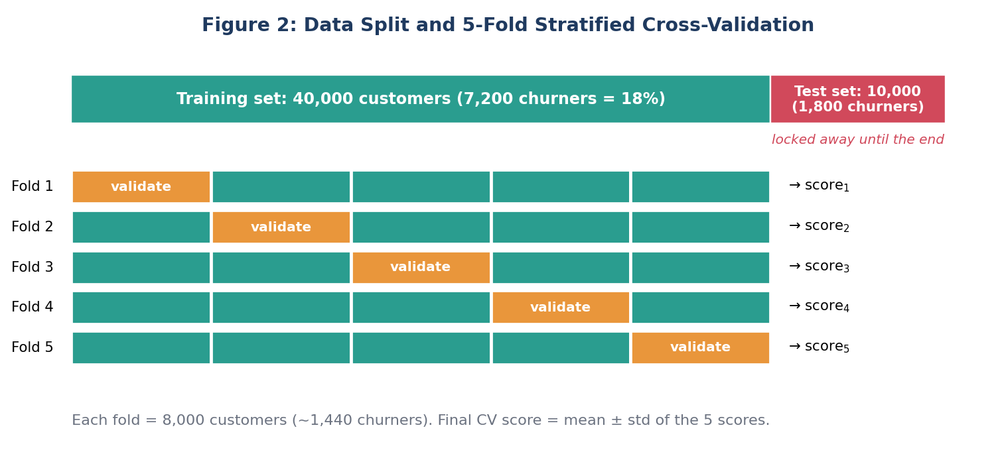 Figure 2: Data Split and 5-Fold Stratified Cross-Validation
Training set: 40,000 customers (7,200 churners = 18%)
Test set: 10,000
(1,800 churners)
locked away until the end
Fold 1 validate → score₁
Fold 2 validate → score₂
Fold 3 validate → score₃
Fold 4 validate → score₄
Fold 5 validate → score₅
Each fold = 8,000 customers (~1,440 churners). Final CV score = mean ± std of the 5 scores.